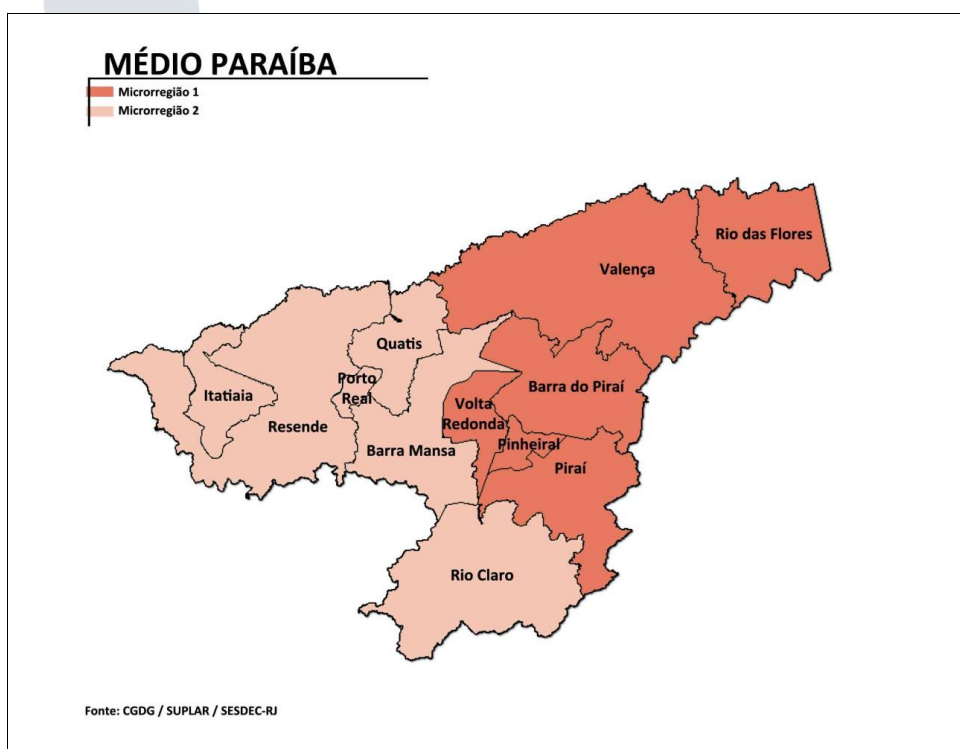 MÉDIO PARAÍBA
Microrregião 1
Microrregião 2
Rio das Flores
Valença
Quatis
Barra do Piraí
Porto
Real
Itatiaia
Volta
Redonda
Resende
Pinheiral
Barra Mansa
Piraí
Rio Claro
Fonte: CGDG / SUPLAR / SESDEC-RJ